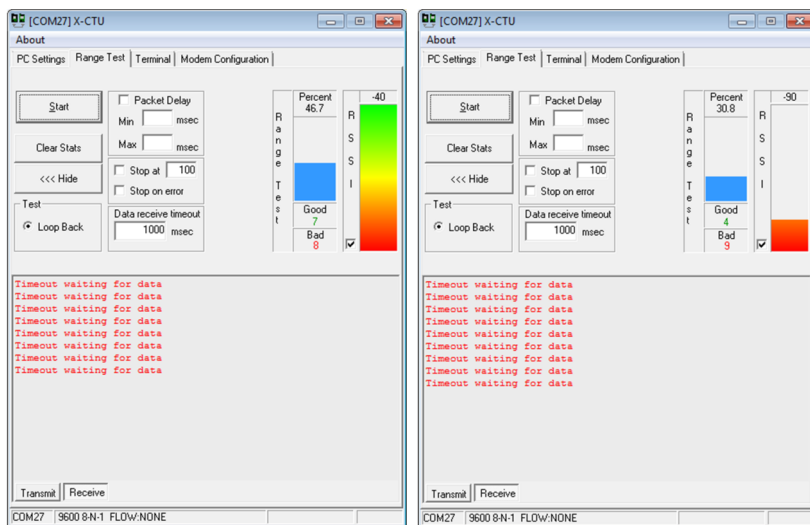 [COM27] X-CTU
About
PC Settings Range Test Terminal Modem Configuration
Start
Clear Stats
<<< Hide
Test
Loop Back
Packet Delay
Min msec
Max msec
Stop at 100
Stop on error
Data receive timeout
1000 msec
Range Test
Percent
46.7
Good
7
Bad
8
RSSI
-40
Timeout waiting for data
Timeout waiting for data
Timeout waiting for data
Timeout waiting for data
Timeout waiting for data
Timeout waiting for data
Timeout waiting for data
Timeout waiting for data
Transmit Receive
COM27 9600 8-N-1 FLOW:NONE
[COM27] X-CTU
About
PC Settings Range Test Terminal Modem Configuration
Start
Clear Stats
<<< Hide
Test
Loop Back
Packet Delay
Min msec
Max msec
Stop at 100
Stop on error
Data receive timeout
1000 msec
Range Test
Percent
30.8
Good
4
Bad
9
RSSI
-90
Timeout waiting for data
Timeout waiting for data
Timeout waiting for data
Timeout waiting for data
Timeout waiting for data
Timeout waiting for data
Timeout waiting for data
Timeout waiting for data
Timeout waiting for data
Transmit Receive
COM27 9600 8-N-1 FLOW:NONE